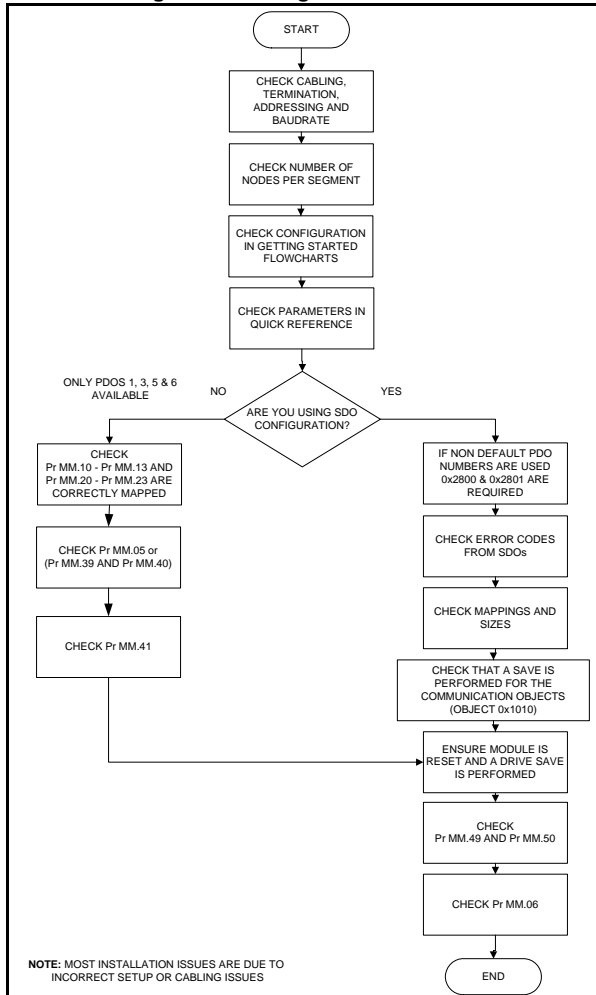 START
CHECK CABLING,
TERMINATION,
ADDRESSING AND
BAUDRATE
CHECK NUMBER OF
NODES PER SEGMENT
CHECK CONFIGURATION
IN GETTING STARTED
FLOWCHARTS
CHECK PARAMETERS IN
QUICK REFERENCE
ARE YOU USING SDO
CONFIGURATION?
NO
YES
ONLY PDOS 1, 3, 5 & 6
AVAILABLE
CHECK
Pr MM.10 - Pr MM.13 AND
Pr MM.20 - Pr MM.23 ARE
CORRECTLY MAPPED
CHECK Pr MM.05 or
(Pr MM.39 AND Pr MM.40)
CHECK Pr MM.41
IF NON DEFAULT PDO
NUMBERS ARE USED
0x2800 & 0x2801 ARE
REQUIRED
CHECK ERROR CODES
FROM SDOs
CHECK MAPPINGS AND
SIZES
CHECK THAT A SAVE IS
PERFORMED FOR THE
COMMUNICATION OBJECTS
(OBJECT 0x1010)
ENSURE MODULE IS
RESET AND A DRIVE SAVE
IS PERFORMED
CHECK
Pr MM.49 AND Pr MM.50
CHECK Pr MM.06
END
NOTE: MOST INSTALLATION ISSUES ARE DUE TO
INCORRECT SETUP OR CABLING ISSUES